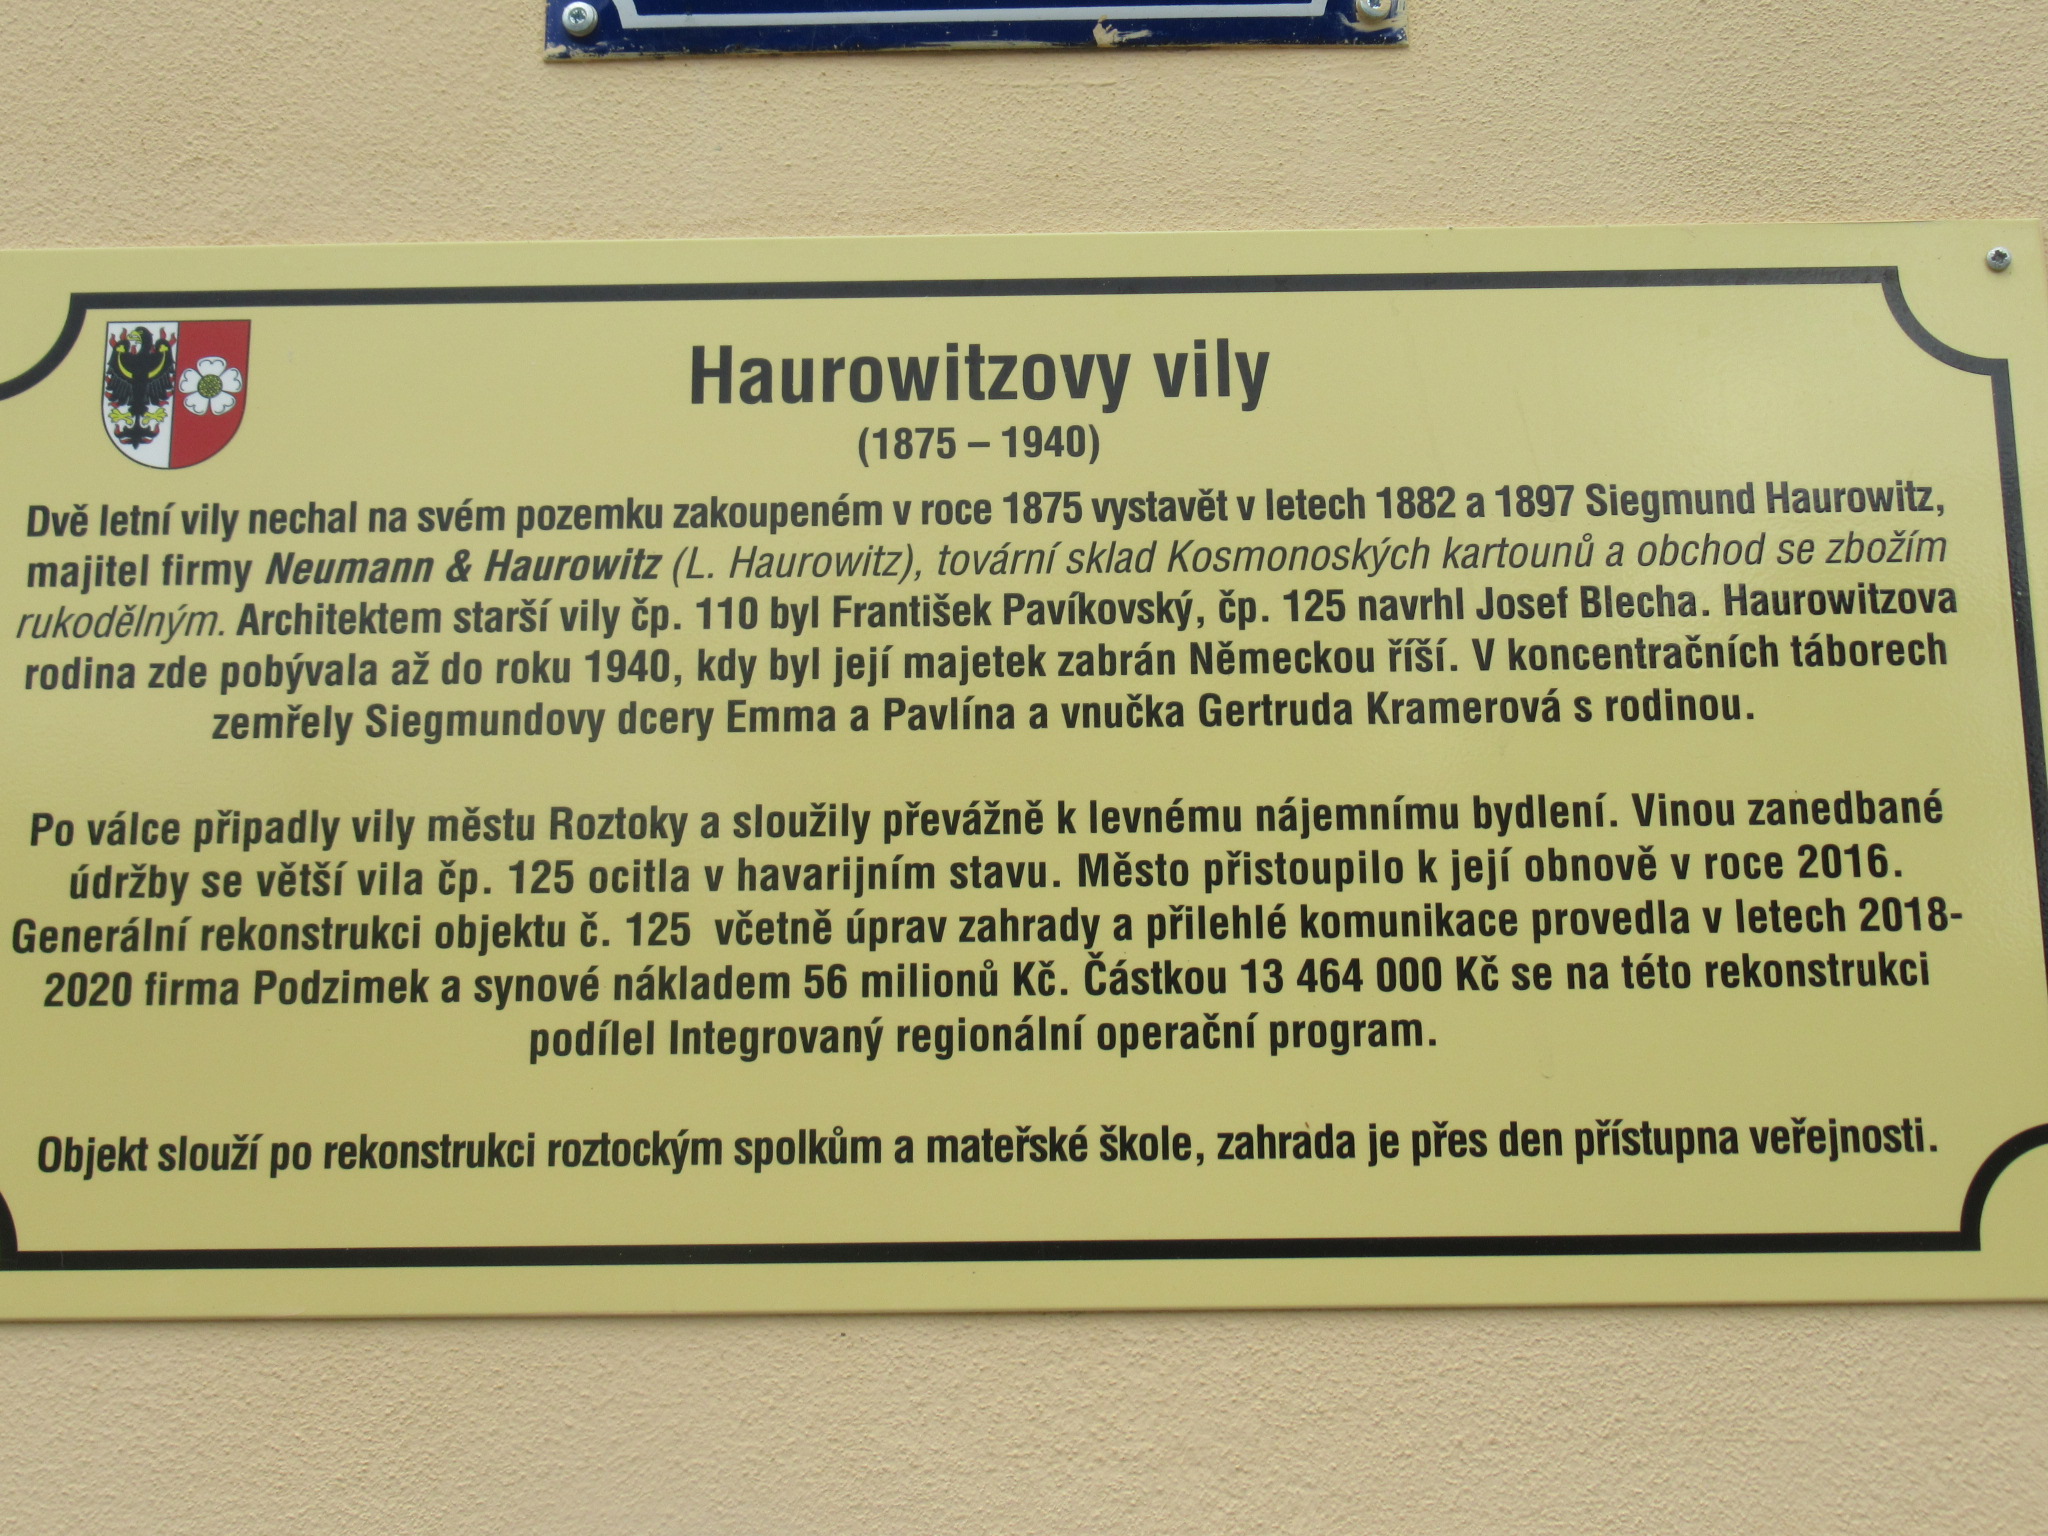 Haurowitzovy vily
(1875 – 1940)
Dvě letní vily nechal na svém pozemku zakoupeném v roce 1875 vystavět v letech 1882 a 1897 Siegmund Haurowitz,
majitel firmy Neumann & Haurowitz (L. Haurowitz), tovární sklad Kosmonoských kartounů a obchod se zbožím
rukodělným. Architektem starší vily čp. 110 byl František Pavíkovský, čp. 125 navrhl Josef Blecha. Haurowitzova
rodina zde pobývala až do roku 1940, kdy byl její majetek zabrán Německou říší. V koncentračních táborech
zemřely Siegmundovy dcery Emma a Pavlína a vnučka Gertruda Kramerová s rodinou.
Po válce připadly vily městu Roztoky a sloužily převážně k levnému nájemnímu bydlení. Vinou zanedbané
údržby se větší vila čp. 125 ocitla v havarijním stavu. Město přistoupilo k její obnově v roce 2016.
Generální rekonstrukci objektu č. 125 včetně úprav zahrady a přilehlé komunikace provedla v letech 2018-
2020 firma Podzimek a synové nákladem 56 milionů Kč. Částkou 13 464 000 Kč se na této rekonstrukci
podílel Integrovaný regionální operační program.
Objekt slouží po rekonstrukci roztockým spolkům a mateřské škole, zahrada je přes den přístupna veřejnosti.